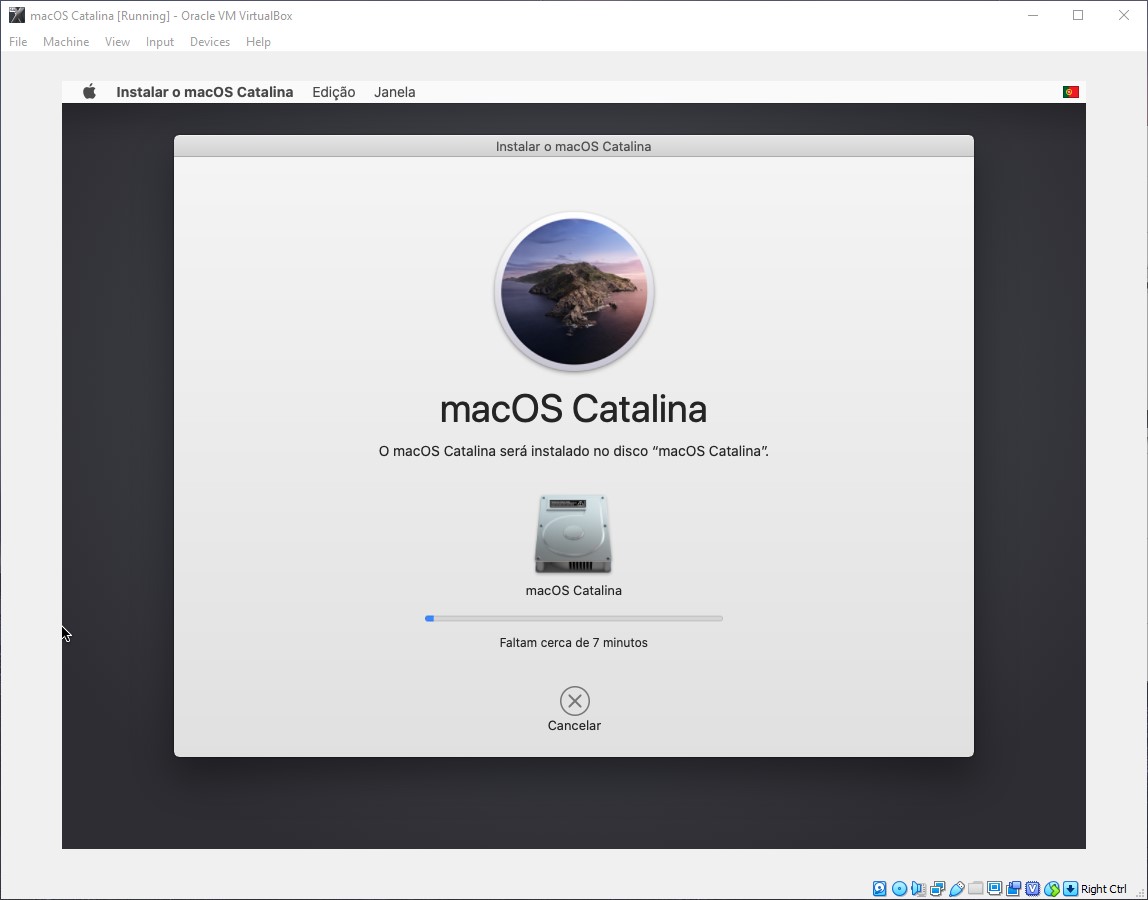 macOS Catalina [Running] - Oracle VM VirtualBox
File Machine View Input Devices Help
Instalar o macOS Catalina Edição Janela
Instalar o macOS Catalina
macOS Catalina
O macOS Catalina será instalado no disco “macOS Catalina”.
macOS Catalina
Faltam cerca de 7 minutos
Cancelar
Right Ctrl